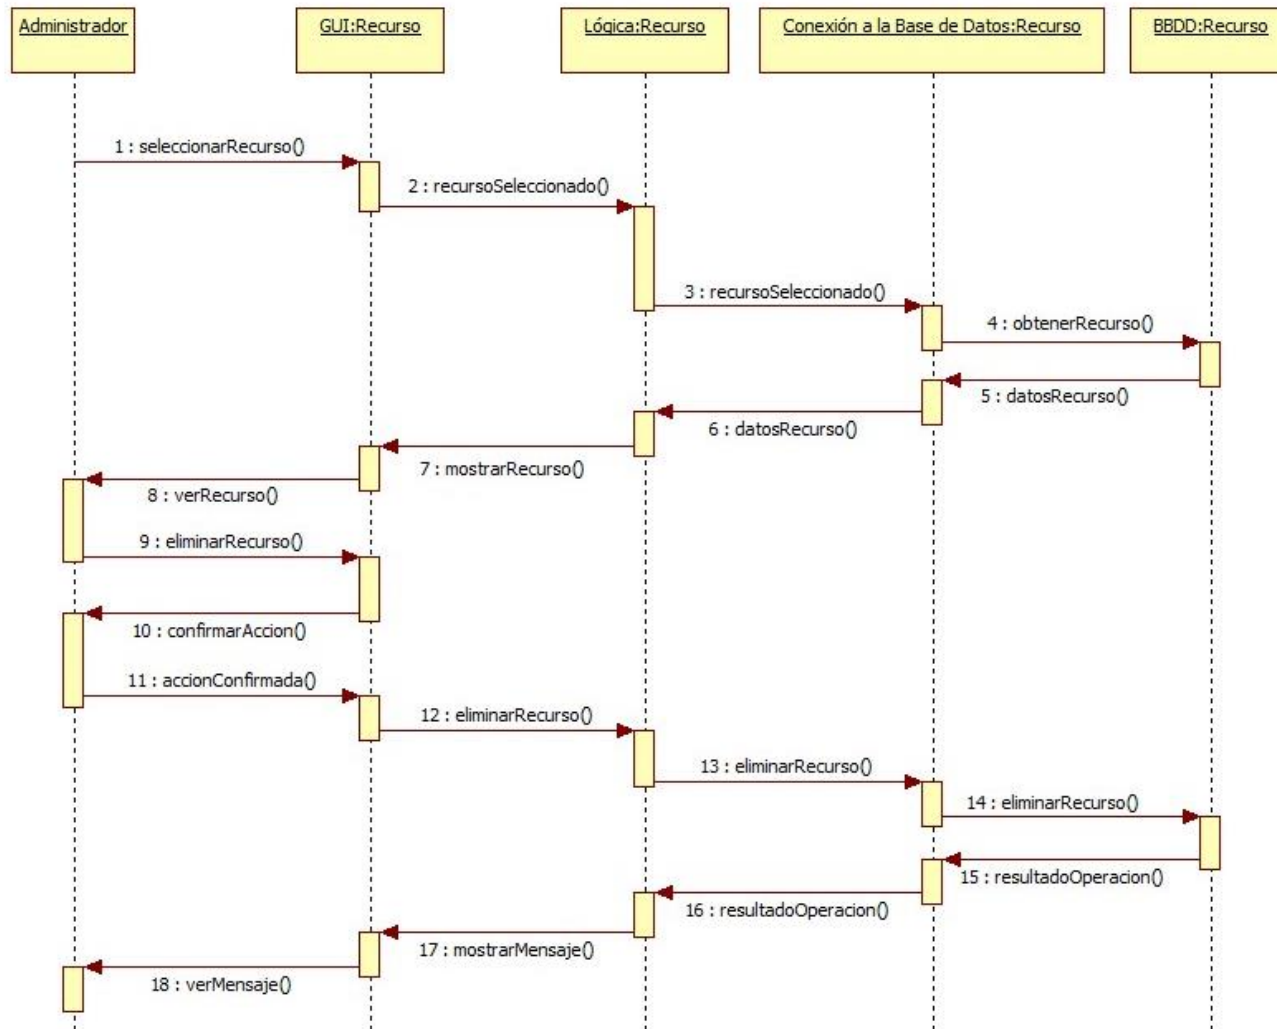 Administrador
GUI:Recurso
Lógica:Recurso
Conexión a la Base de Datos:Recurso
BBDD:Recurso
1 : seleccionarRecurso()
2 : recursoSeleccionado()
3 : recursoSeleccionado()
4 : obtenerRecurso()
5 : datosRecurso()
6 : datosRecurso()
7 : mostrarRecurso()
8 : verRecurso()
9 : eliminarRecurso()
10 : confirmarAccion()
11 : accionConfirmada()
12 : eliminarRecurso()
13 : eliminarRecurso()
14 : eliminarRecurso()
15 : resultadoOperacion()
16 : resultadoOperacion()
17 : mostrarMensaje()
18 : verMensaje()